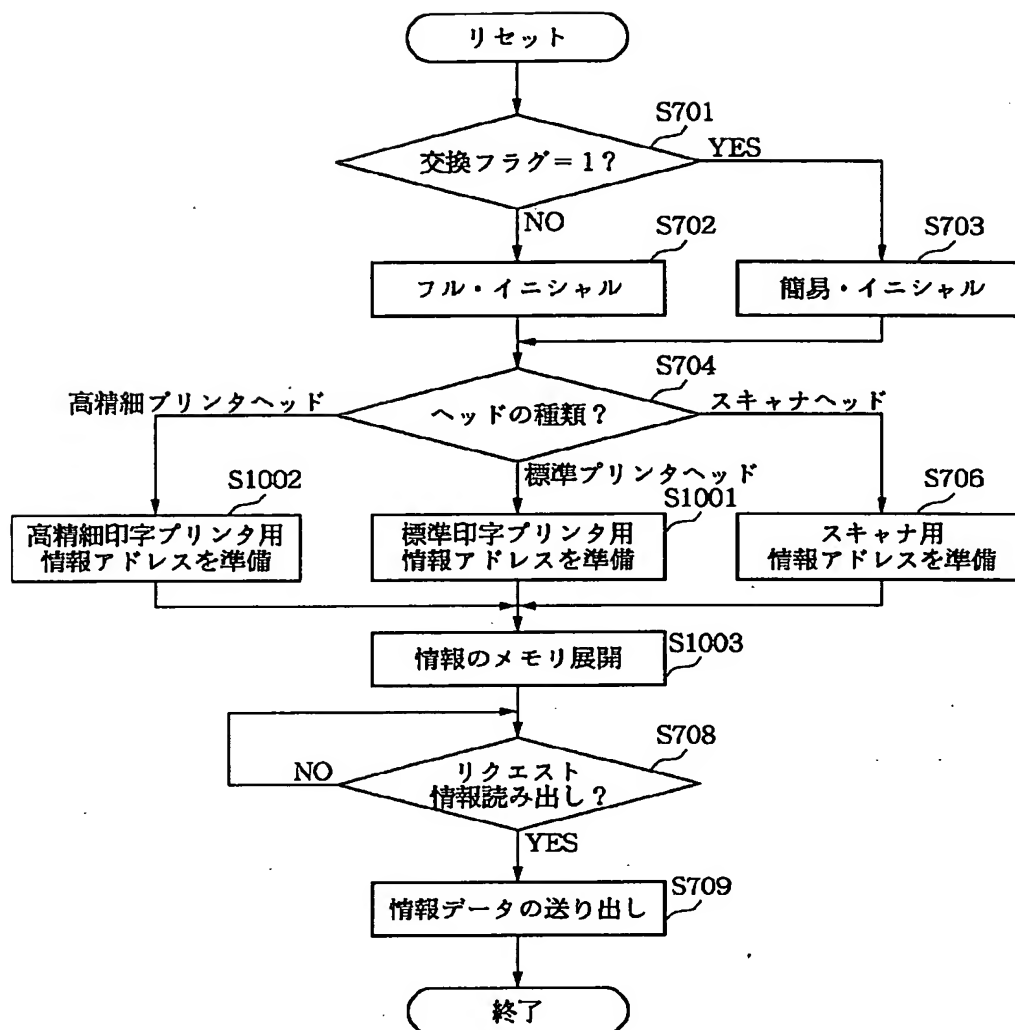 リセット
S701
交換フラグ=1?
YES
NO
S702
フル・イニシャル
S703
簡易・イニシャル
S704
ヘッドの種類?
高精細プリンタヘッド
スキャナヘッド
標準プリンタヘッド
S1002
高精細印字プリンタ用
情報アドレスを準備
S1001
標準印字プリンタ用
情報アドレスを準備
S706
スキャナ用
情報アドレスを準備
S1003
情報のメモリ展開
S708
リクエスト
情報読み出し?
NO
YES
S709
情報データの送り出し
終了